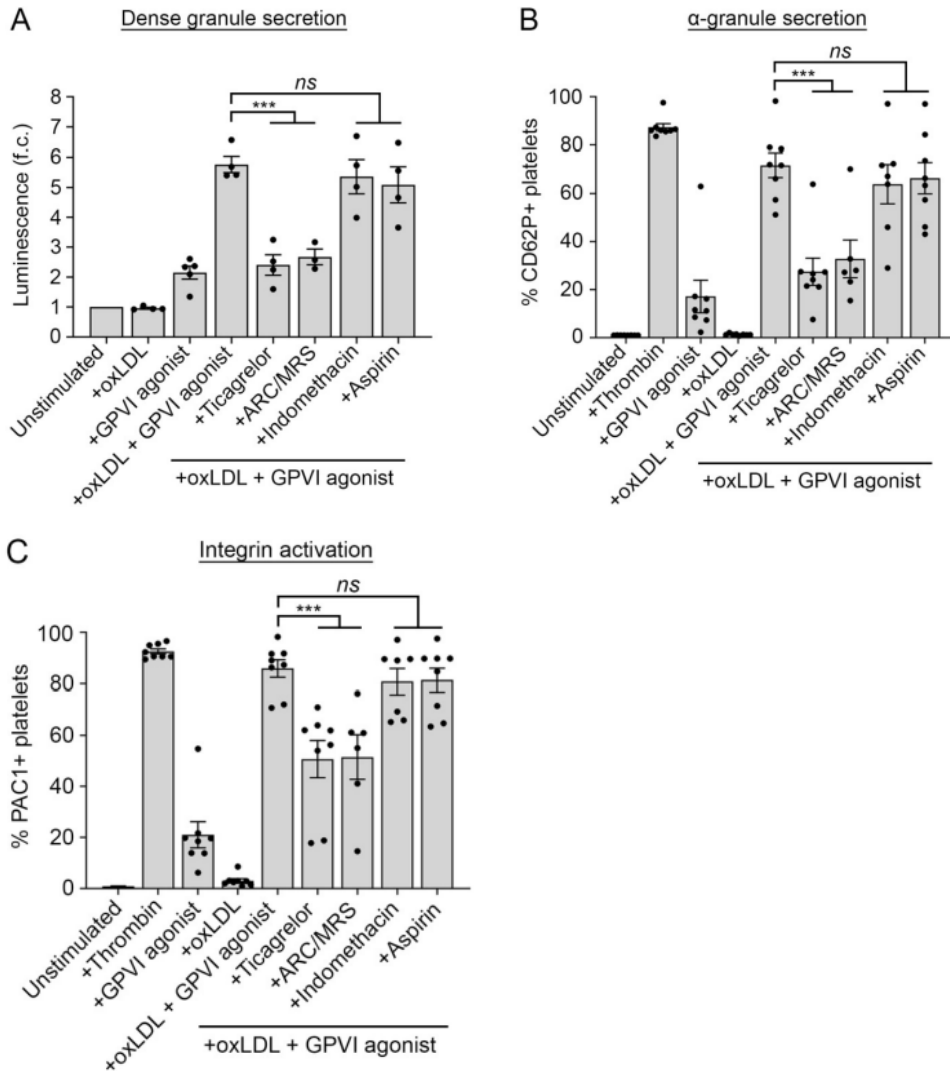 A
Dense granule secretion
ns
***
Luminescence (f.c.)
8
7
6
5
4
3
2
1
0
Unstimulated
+oxLDL
+GPVI agonist
+oxLDL + GPVI agonist
+Ticagrelor
+ARC/MRS
+Indomethacin
+Aspirin
+oxLDL + GPVI agonist
B
α-granule secretion
ns
***
% CD62P+ platelets
100
80
60
40
20
0
Unstimulated
+Thrombin
+GPVI agonist
+oxLDL
+oxLDL + GPVI agonist
+Ticagrelor
+ARC/MRS
+Indomethacin
+Aspirin
+oxLDL + GPVI agonist
C
Integrin activation
ns
***
% PAC1+ platelets
100
80
60
40
20
0
Unstimulated
+Thrombin
+GPVI agonist
+oxLDL
+oxLDL + GPVI agonist
+Ticagrelor
+ARC/MRS
+Indomethacin
+Aspirin
+oxLDL + GPVI agonist